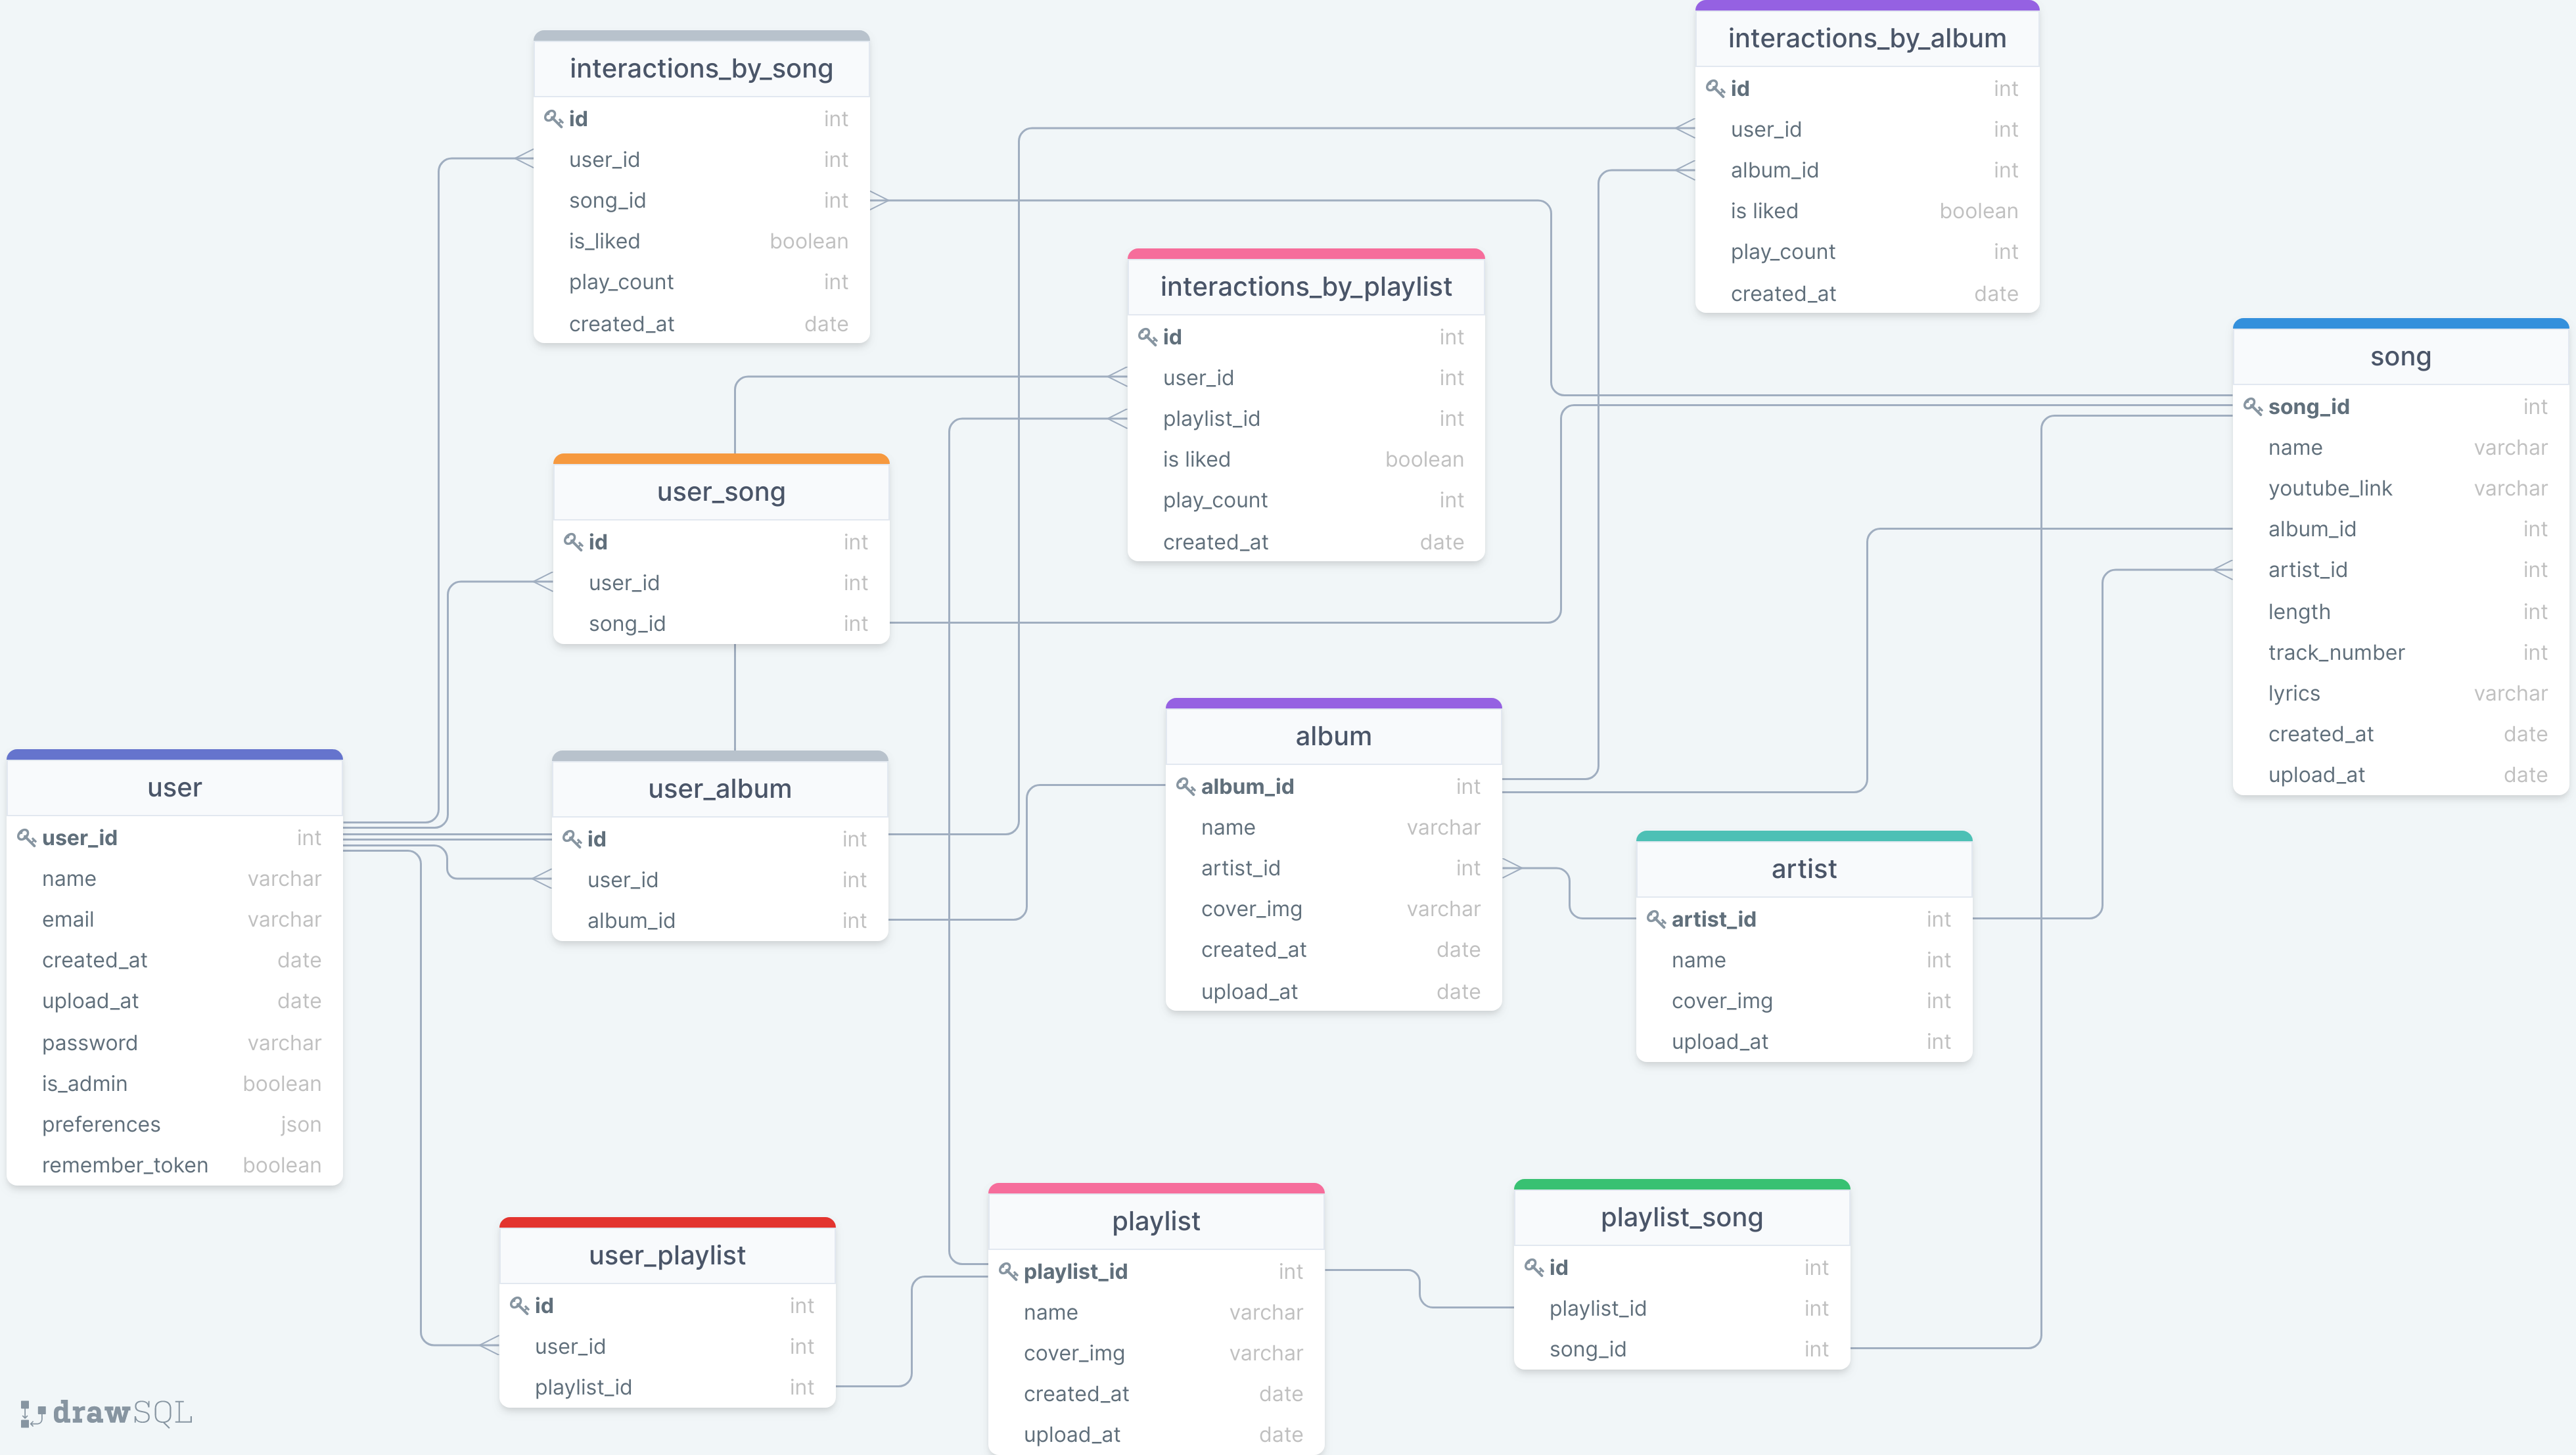 interactions_by_song
id int
user_id int
song_id int
is_liked boolean
play_count int
created_at date
interactions_by_album
id int
user_id int
album_id int
is liked boolean
play_count int
created_at date
interactions_by_playlist
id int
user_id int
playlist_id int
is liked boolean
play_count int
created_at date
song
song_id int
name varchar
youtube_link varchar
album_id int
artist_id int
length int
track_number int
lyrics varchar
created_at date
upload_at date
user_song
id int
user_id int
song_id int
user
user_id int
name varchar
email varchar
created_at date
upload_at date
password varchar
is_admin boolean
preferences json
remember_token boolean
user_album
id int
user_id int
album_id int
album
album_id int
name varchar
artist_id int
cover_img varchar
created_at date
upload_at date
artist
artist_id int
name int
cover_img int
upload_at int
user_playlist
id int
user_id int
playlist_id int
playlist
playlist_id int
name varchar
cover_img varchar
created_at date
upload_at date
playlist_song
id int
playlist_id int
song_id int
drawSQL